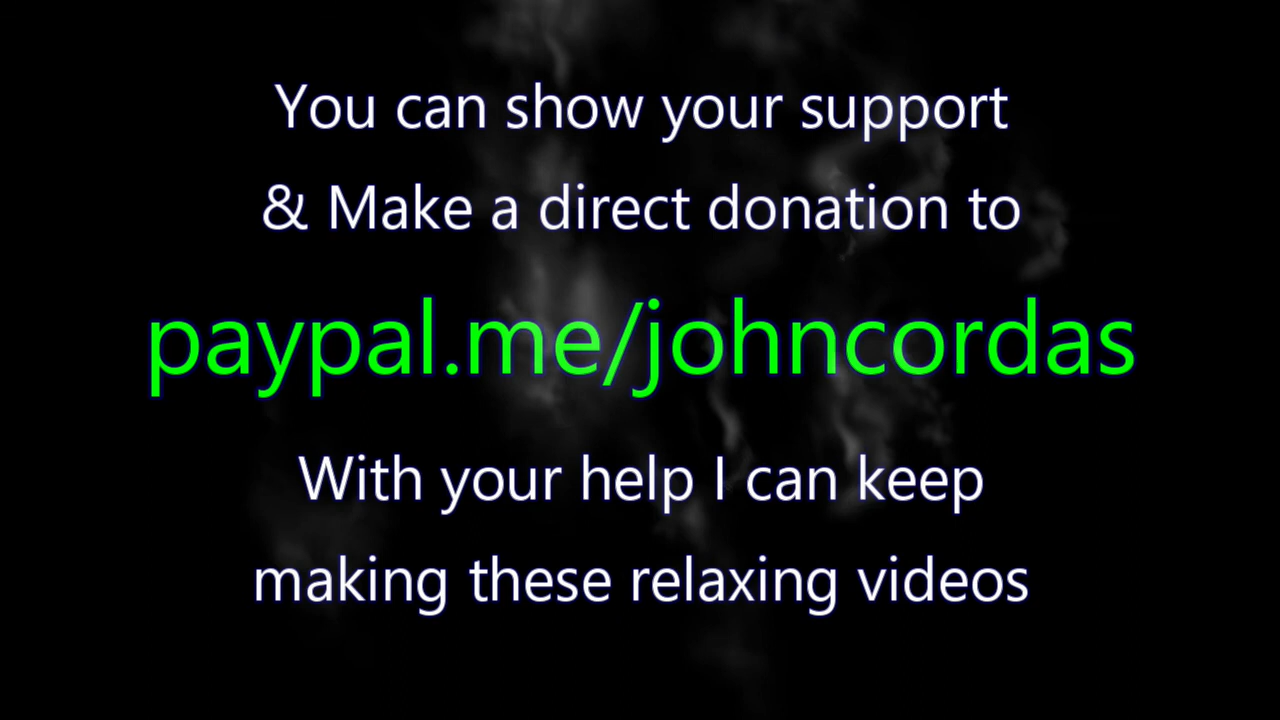 You can show your support
& Make a direct donation to
paypal.me/johncordas
With your help I can keep
making these relaxing videos